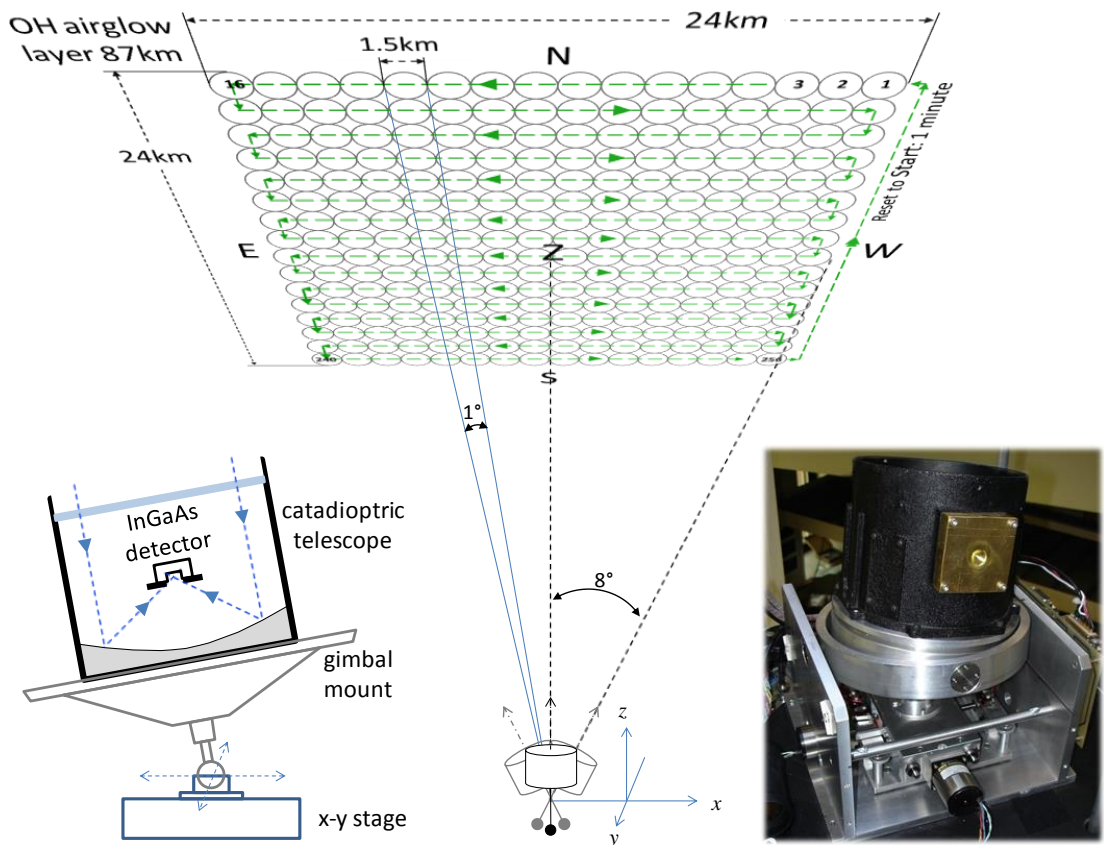 24km
OH airglow
layer 87km
1.5km
N
16
3
2
1
24km
Reset to Start: 1 minute
E
Z
W
240
256
S
1°
InGaAs
detector
catadioptric
telescope
8°
gimbal
mount
z
x-y stage
x
y